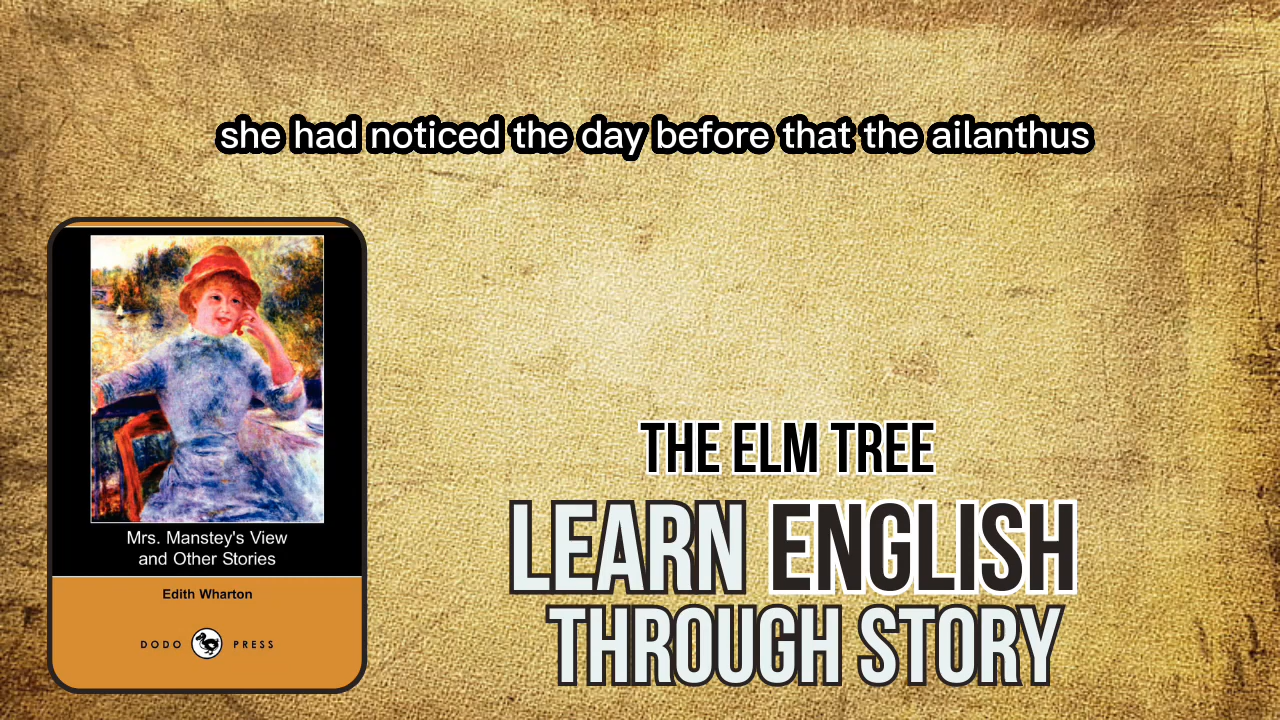 she had noticed the day before that the ailanthus
Mrs. Manstey's View
and Other Stories
Edith Wharton
DODO PRESS
THE ELM TREE
LEARN ENGLISH
THROUGH STORY